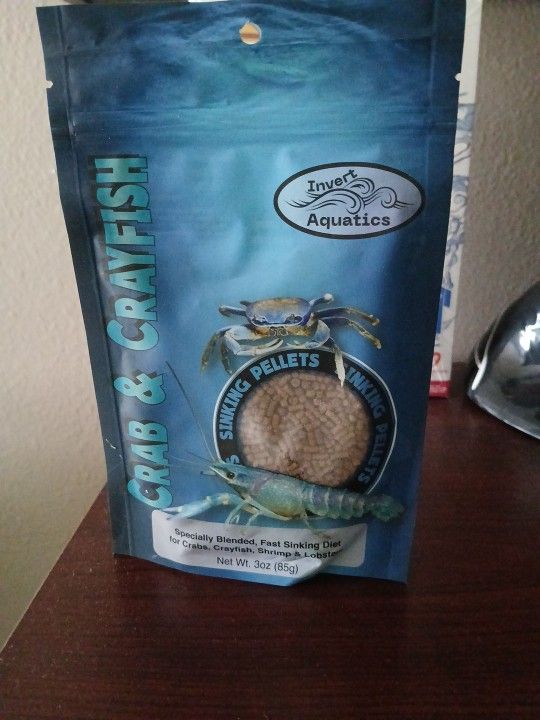 Invert
Aquatics
CRAB & CRAYFISH
SINKING PELLETS
SINKING PELLETS
Specially Blended, Fast Sinking Diet
for Crabs, Crayfish, Shrimp & Lobsters
Net Wt. 3oz (85g)